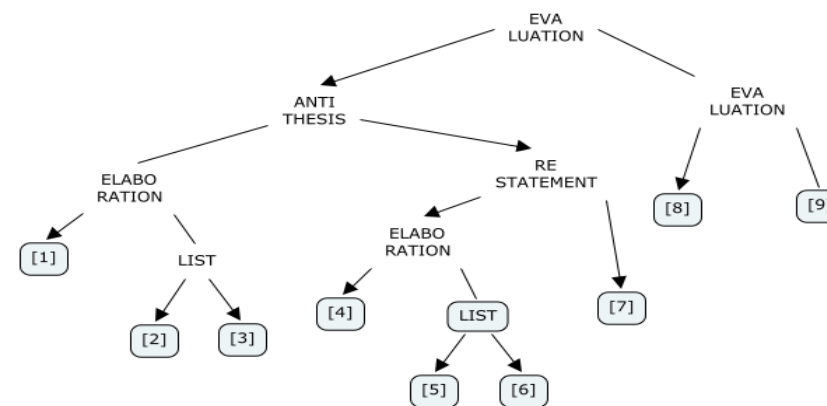 EVA
LUATION
EVA
LUATION
ANTI
THESIS
RE
STATEMENT
ELABO
RATION
[8]
[9
ELABO
RATION
[1]
LIST
[4]
LIST
[7]
[2]
[3]
[5]
[6]